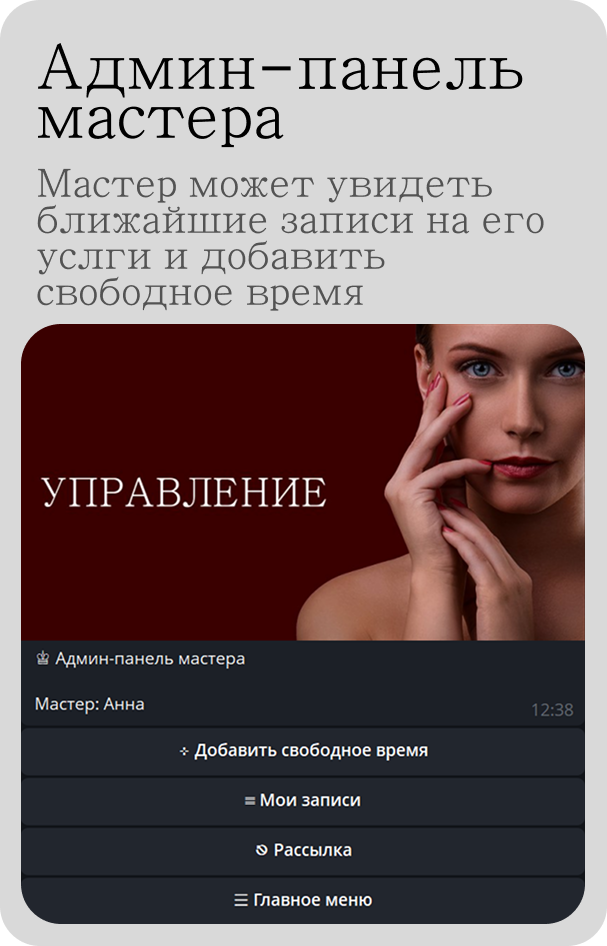 Админ-панель
мастера
Мастер может увидеть
ближайшие записи на его
услги и добавить
свободное время
УПРАВЛЕНИЕ
♔ Админ-панель мастера
Мастер: Анна
12:38
⊹ Добавить свободное время
≡ Мои записи
⦸ Рассылка
☰ Главное меню